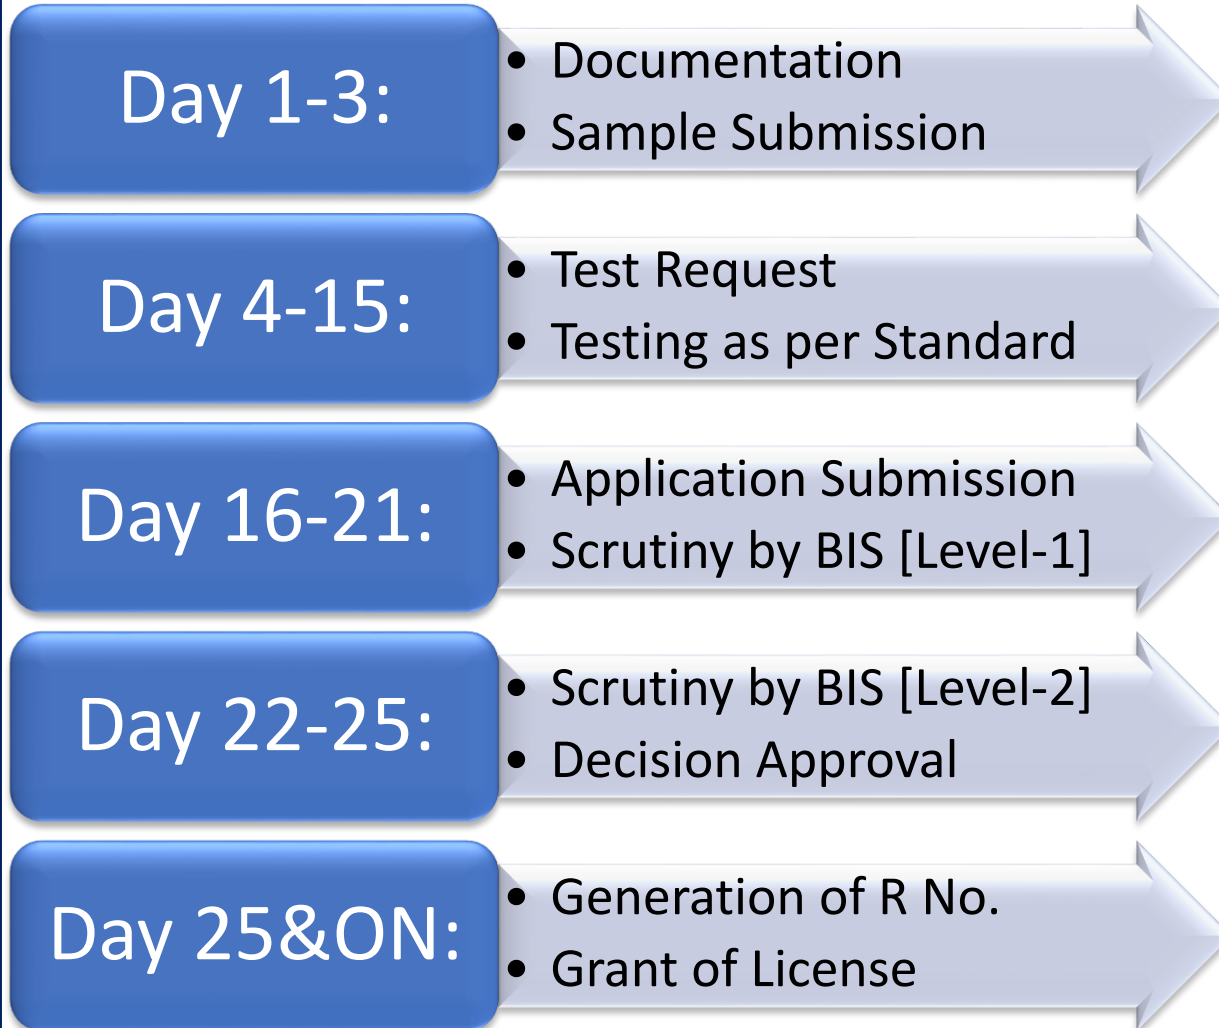 Day 1-3:
• Documentation
• Sample Submission
Day 4-15:
• Test Request
• Testing as per Standard
Day 16-21:
• Application Submission
• Scrutiny by BIS [Level-1]
Day 22-25:
• Scrutiny by BIS [Level-2]
• Decision Approval
Day 25&ON:
• Generation of R No.
• Grant of License